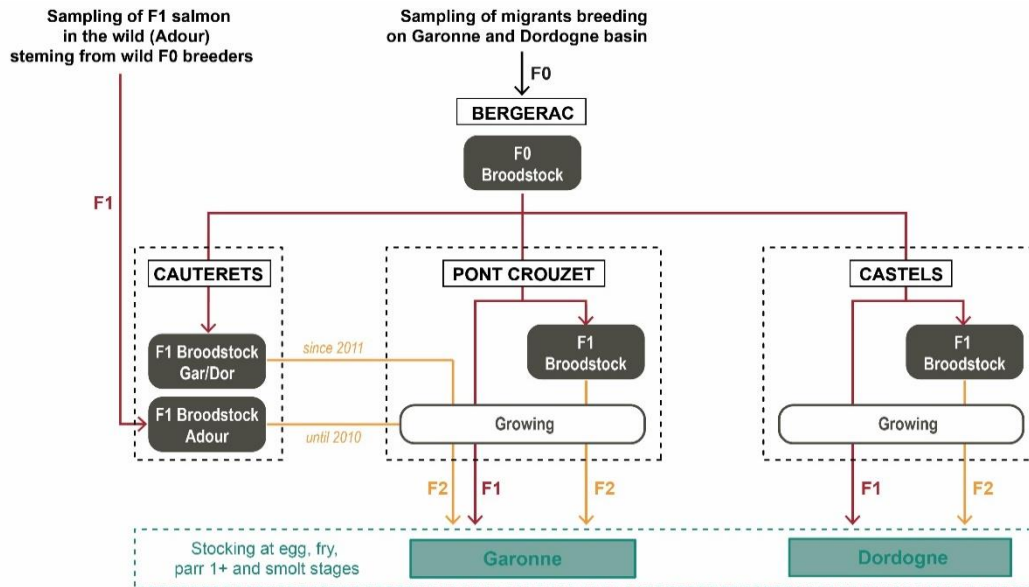 Sampling of F1 salmon
in the wild (Adour)
steming from wild F0 breeders
Sampling of migrants breeding
on Garonne and Dordogne basin
F0
BERGERAC
F0
Broodstock
F1
CAUTERETS
PONT CROUZET
CASTELS
F1 Broodstock
Gar/Dor
since 2011
F1
Broodstock
F1
Broodstock
F1 Broodstock
Adour
until 2010
Growing
Growing
F2
F1
F2
F1
F2
Stocking at egg, fry,
parr 1+ and smolt stages
Garonne
Dordogne